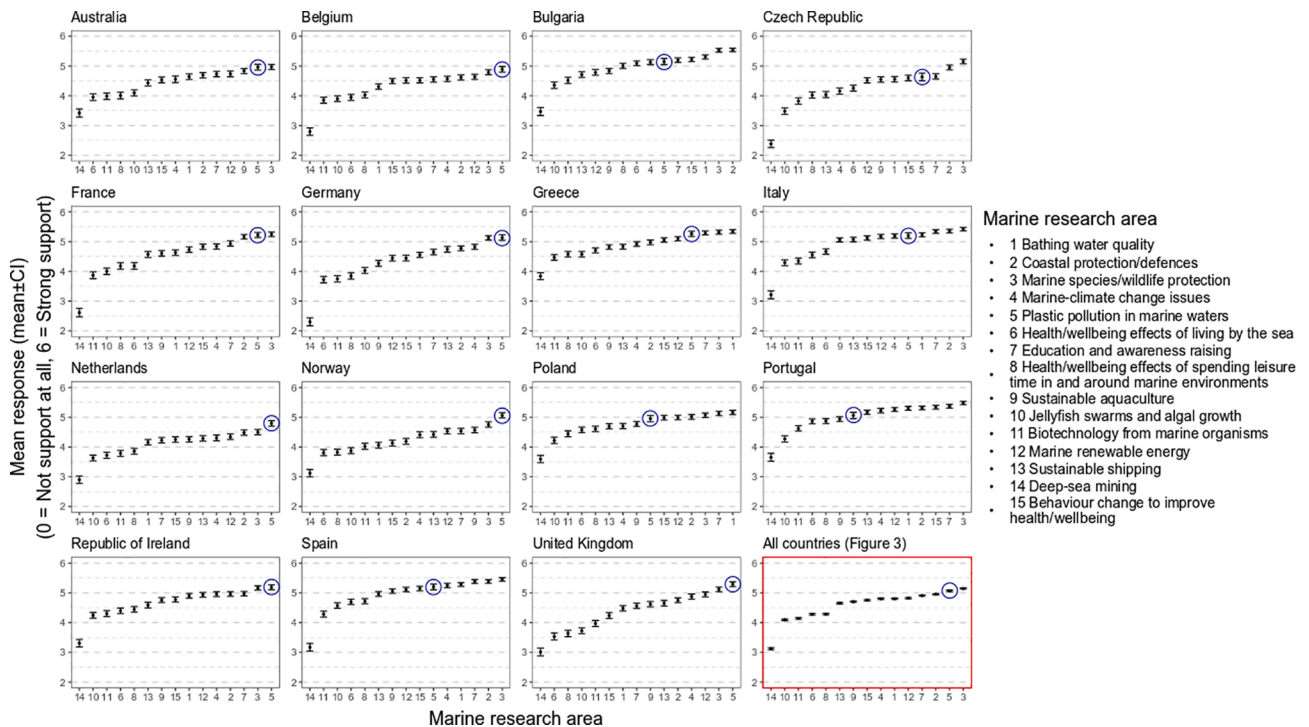 Australia
6
5
4
3
2
14 6 11 8 10 13 15 4 1 2 7 12 9 5 3
Belgium
14 11 10 6 8 1 15 13 9 7 4 2 12 3 5
Bulgaria
14 10 11 13 12 9 8 6 4 5 15 7 1 3 2
Czech Republic
14 10 11 8 13 4 6 12 9 1 15 5 7 2 3
France
6
5
4
3
2
14 11 10 6 8 13 9 1 12 15 4 7 2 5 3
Germany
14 6 11 8 10 13 9 12 1 15 4 7 2 3 5
Greece
14 10 11 6 8 13 12 9 4 2 15 5 7 3 1
Italy
14 10 11 6 8 9 13 12 4 5 1 2 15 7 3
Netherlands
6
5
4
3
2
14 10 6 11 8 1 7 15 13 9 4 12 2 3 5
Norway
14 6 10 8 11 1 13 2 15 4 12 7 9 3 5
Poland
14 10 11 6 8 13 4 9 5 15 12 2 3 7 1
Portugal
14 10 11 6 8 9 5 13 4 12 1 2 15 7 3
Republic of Ireland
6
5
4
3
2
14 10 11 6 8 13 9 15 1 12 4 7 2 3 5
Spain
14 11 10 6 8 13 9 12 15 5 4 1 7 2 3
United Kingdom
14 6 8 10 11 15 1 7 9 13 12 4 2 3 5
All countries (Figure 3)
14 10 11 6 8 13 9 15 4 1 12 7 2 5 3
Mean response (mean±CI)
(0 = Not support at all, 6 = Strong support)
Marine research area
Marine research area
• 1 Bathing water quality
• 2 Coastal protection/defences
• 3 Marine species/wildlife protection
• 4 Marine-climate change issues
• 5 Plastic pollution in marine waters
• 6 Health/wellbeing effects of living by the sea
• 7 Education and awareness raising
• 8 Health/wellbeing effects of spending leisure
time in and around marine environments
• 9 Sustainable aquaculture
• 10 Jellyfish swarms and algal growth
• 11 Biotechnology from marine organisms
• 12 Marine renewable energy
• 13 Sustainable shipping
• 14 Deep-sea mining
• 15 Behaviour change to improve
health/wellbeing